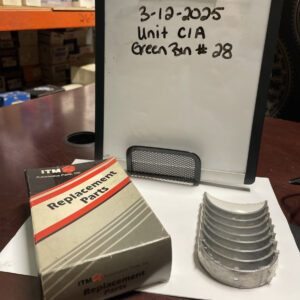 3-12-2025
Unit C1A
Green Bin # 28
ITM
Replacement
Parts
ITM
Replacement
Parts